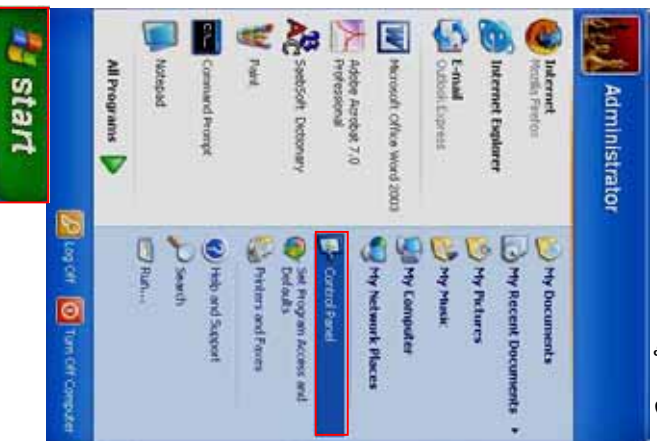 Administrator
Internet
Mozilla Firefox
Internet Explorer
E-mail
Outlook Express
Microsoft Office Word 2003
Adobe Acrobat 7.0
Professional
SaebSoft Dictionary
Paint
Command Prompt
Notepad
All Programs
My Documents
My Recent Documents
My Pictures
My Music
My Computer
My Network Places
Control Panel
Set Program Access and
Defaults
Printers and Faxes
Help and Support
Search
Run...
Log Off
Turn Off Computer
start